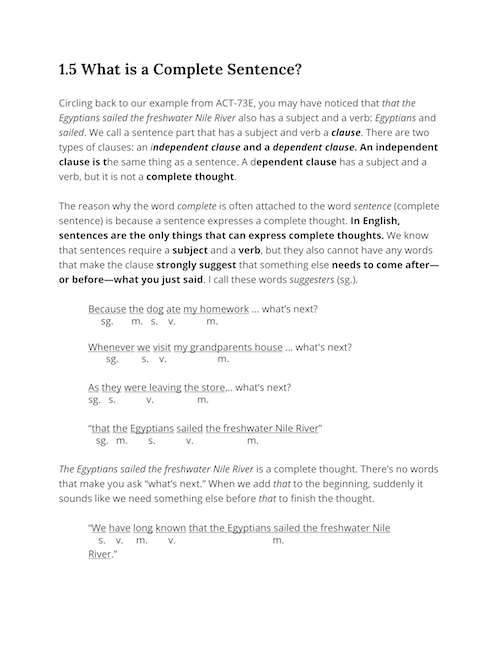 1.5 What is a Complete Sentence?
Circling back to our example from ACT-73E, you may have noticed that that the
Egyptians sailed the freshwater Nile River also has a subject and a verb: Egyptians and
sailed. We call a sentence part that has a subject and verb a clause. There are two
types of clauses: an independent clause and a dependent clause. An independent
clause is the same thing as a sentence. A dependent clause has a subject and a
verb, but it is not a complete thought.
The reason why the word complete is often attached to the word sentence (complete
sentence) is because a sentence expresses a complete thought. In English,
sentences are the only things that can express complete thoughts. We know
that sentences require a subject and a verb, but they also cannot have any words
that make the clause strongly suggest that something else needs to come after—
or before—what you just said. I call these words suggesters (sg.).
Because the dog ate my homework ... what's next?
sg. m. s. v. m.
Whenever we visit my grandparents house ... what's next?
sg. s. v. m.
As they were leaving the store... what's next?
sg. s. v. m.
“that the Egyptians sailed the freshwater Nile River”
sg. m. s. v. m.
The Egyptians sailed the freshwater Nile River is a complete thought. There's no words
that make you ask “what's next.” When we add that to the beginning, suddenly it
sounds like we need something else before that to finish the thought.
“We have long known that the Egyptians sailed the freshwater Nile
s. v. m. v. m.
River.”